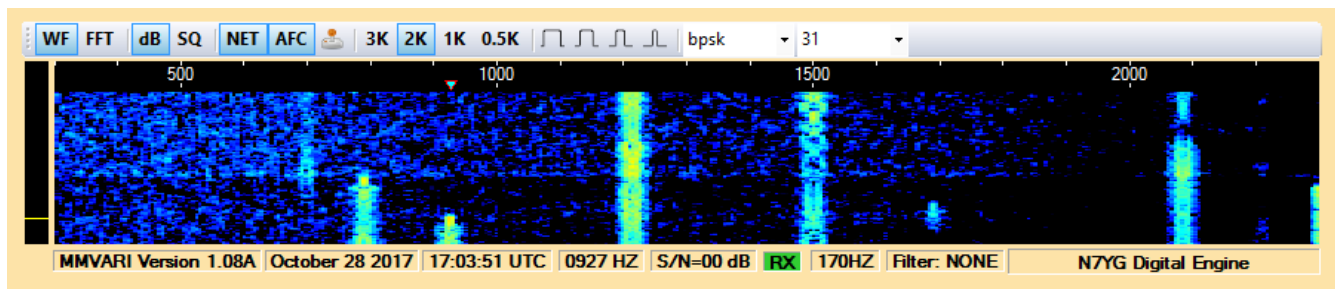 WF FFT dB SQ NET AFC 3K 2K 1K 0.5K bpsk 31
500 1000 1500 2000
MMVARI Version 1.08A October 28 2017 17:03:51 UTC 0927 HZ S/N=00 dB RX 170HZ Filter: NONE N7YG Digital Engine